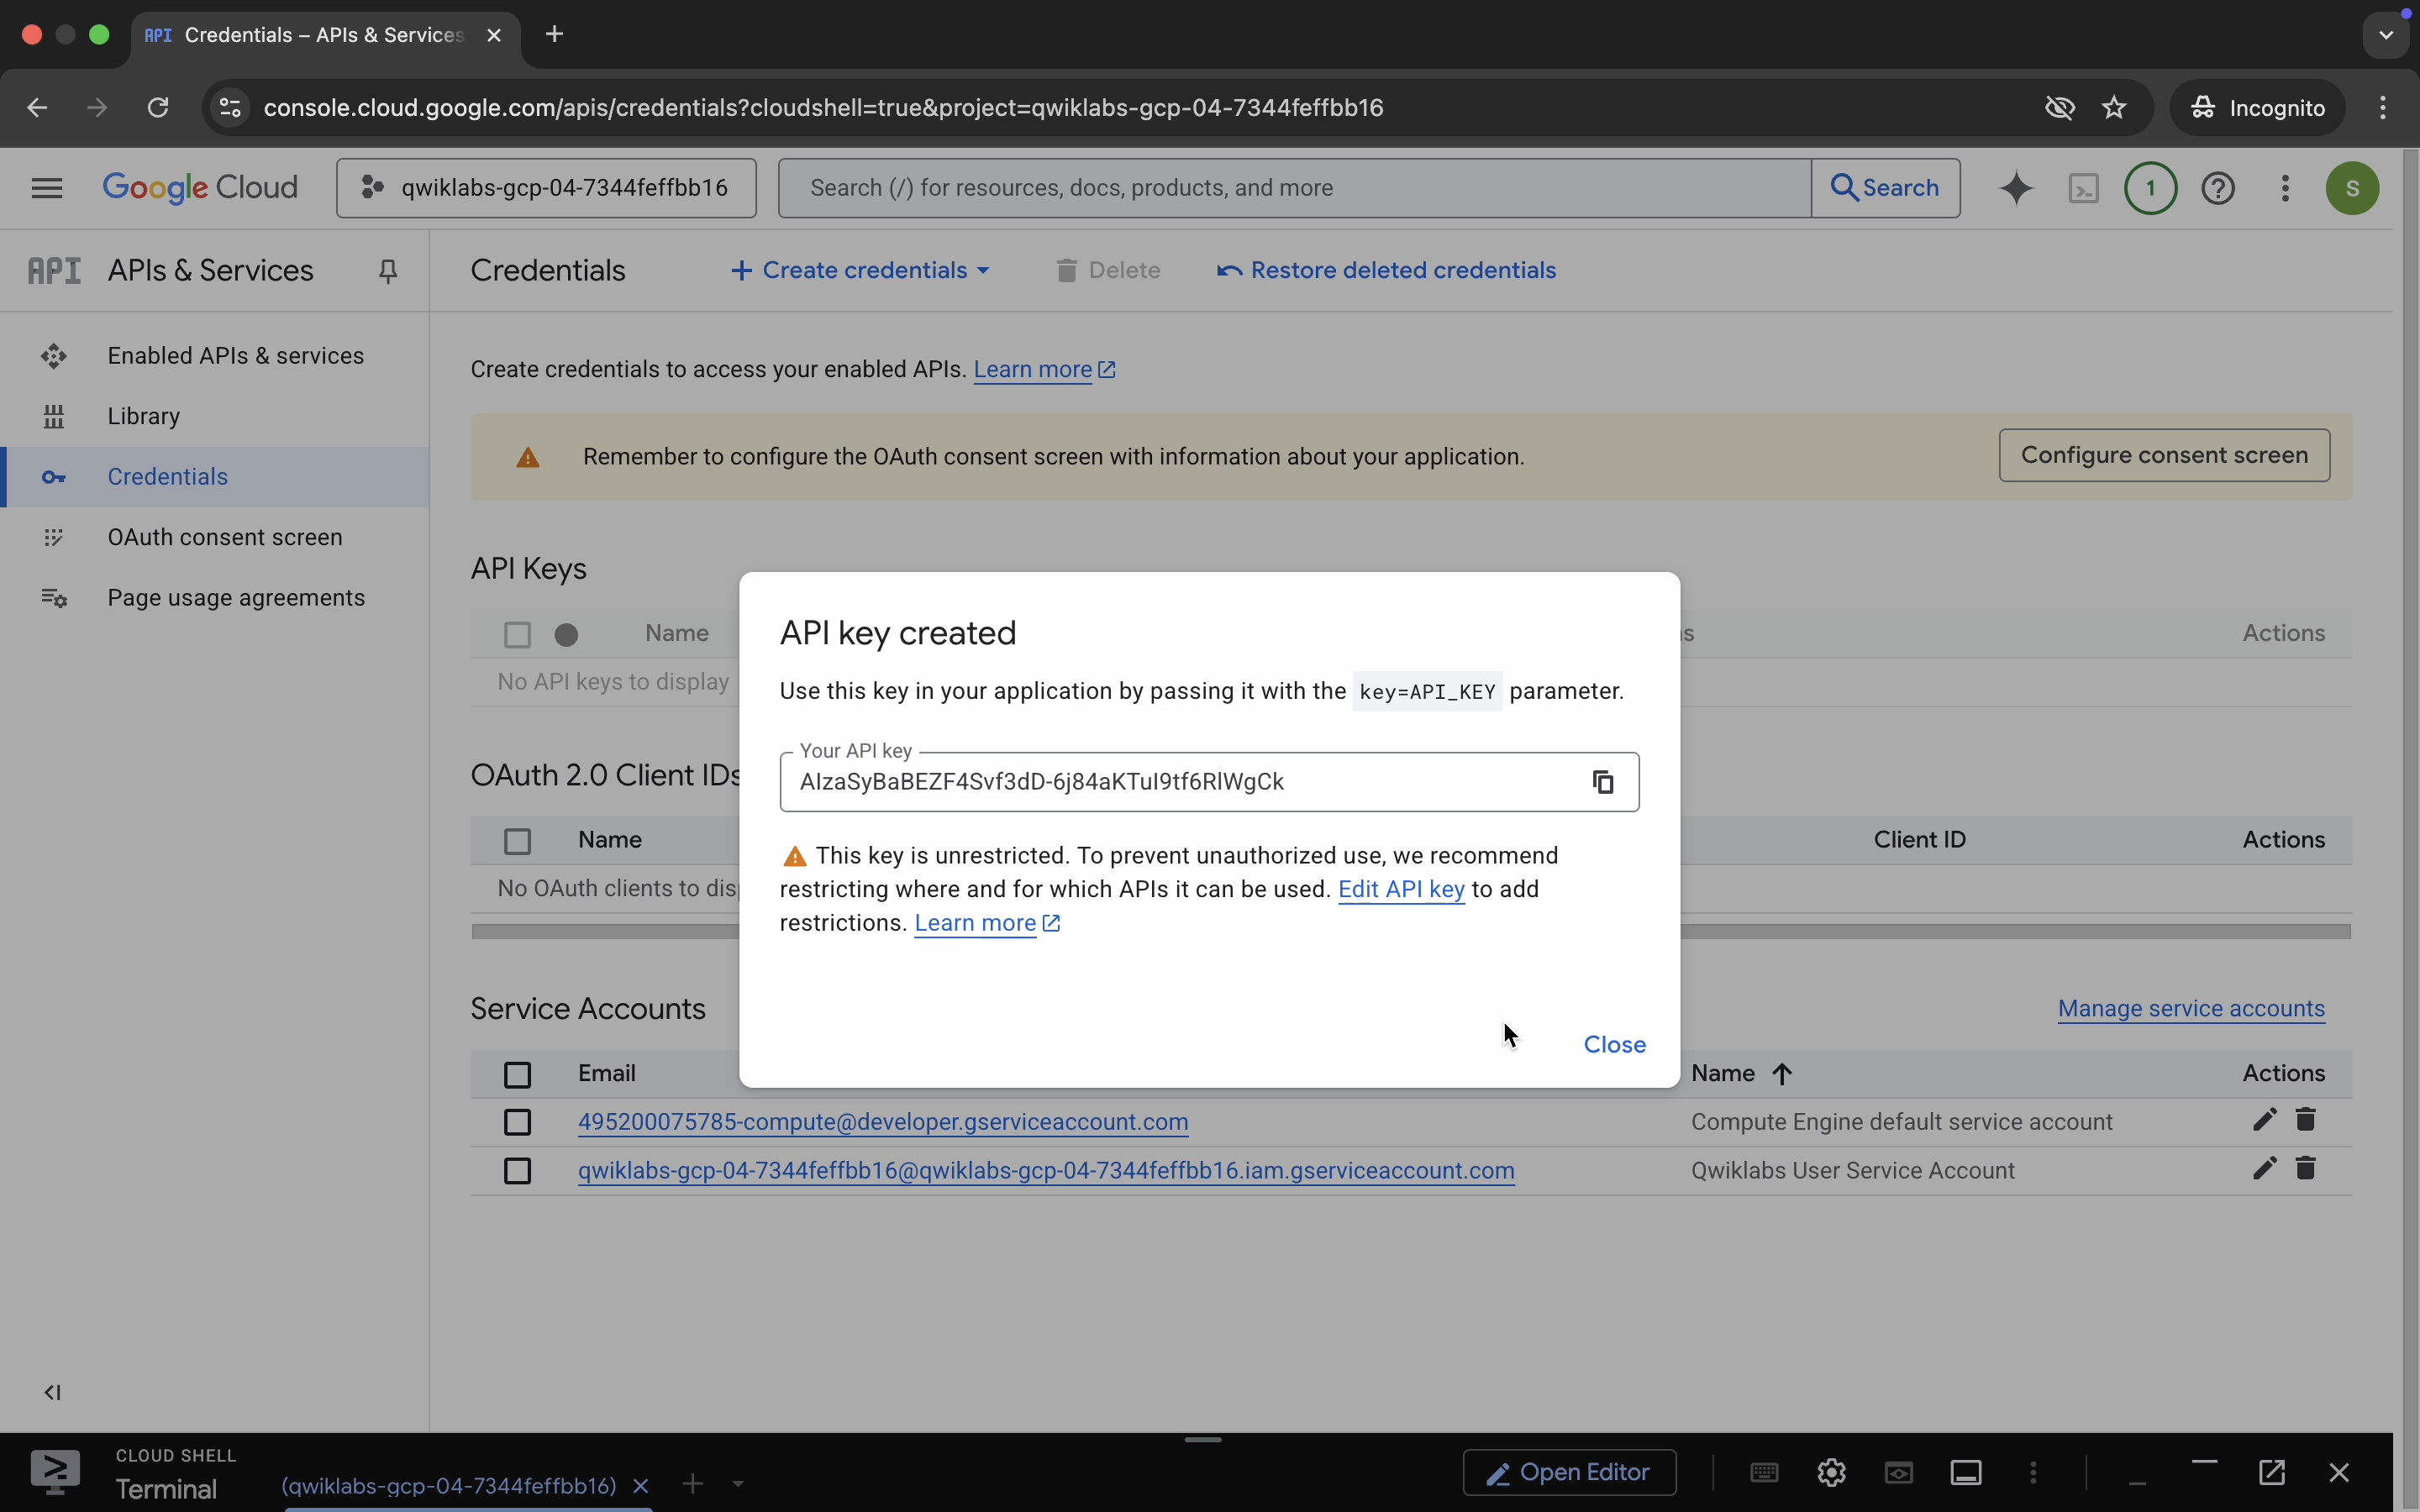 API Credentials – APIs & Services
console.cloud.google.com/apis/credentials?cloudshell=true&project=qwiklabs-gcp-04-7344feffbb16
Incognito
Google Cloud
qwiklabs-gcp-04-7344feffbb16
Search (/) for resources, docs, products, and more
Search
1
S
API APIs & Services
Credentials
Create credentials
Delete
Restore deleted credentials
Enabled APIs & services
Library
Credentials
OAuth consent screen
Page usage agreements
Create credentials to access your enabled APIs. Learn more
Remember to configure the OAuth consent screen with information about your application.
Configure consent screen
API Keys
Name
Actions
No API keys to display
API key created
Use this key in your application by passing it with the key=API_KEY parameter.
Your API key
AIzaSyBaBEZF4Svf3dD-6j84aKTuI9tf6RlWgCk
This key is unrestricted. To prevent unauthorized use, we recommend
restricting where and for which APIs it can be used. Edit API key to add
restrictions. Learn more
Close
OAuth 2.0 Client IDs
Name
Client ID
Actions
No OAuth clients to
Service Accounts
Manage service accounts
Email
Name
Actions
495200075785-compute@developer.gserviceaccount.com
Compute Engine default service account
qwiklabs-gcp-04-7344feffbb16@qwiklabs-gcp-04-7344feffbb16.iam.gserviceaccount.com
Qwiklabs User Service Account
CLOUD SHELL
Terminal
(qwiklabs-gcp-04-7344feffbb16)
Open Editor